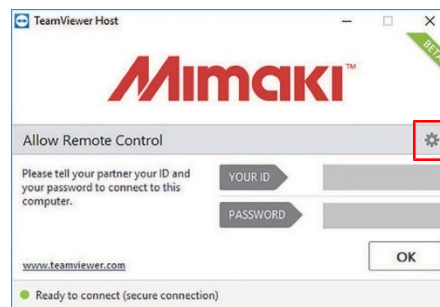 TeamViewer Host
BETA
Mimaki™
Allow Remote Control
Please tell your partner your ID and
your password to connect to this
computer.
YOUR ID
PASSWORD
OK
www.teamviewer.com
Ready to connect (secure connection)